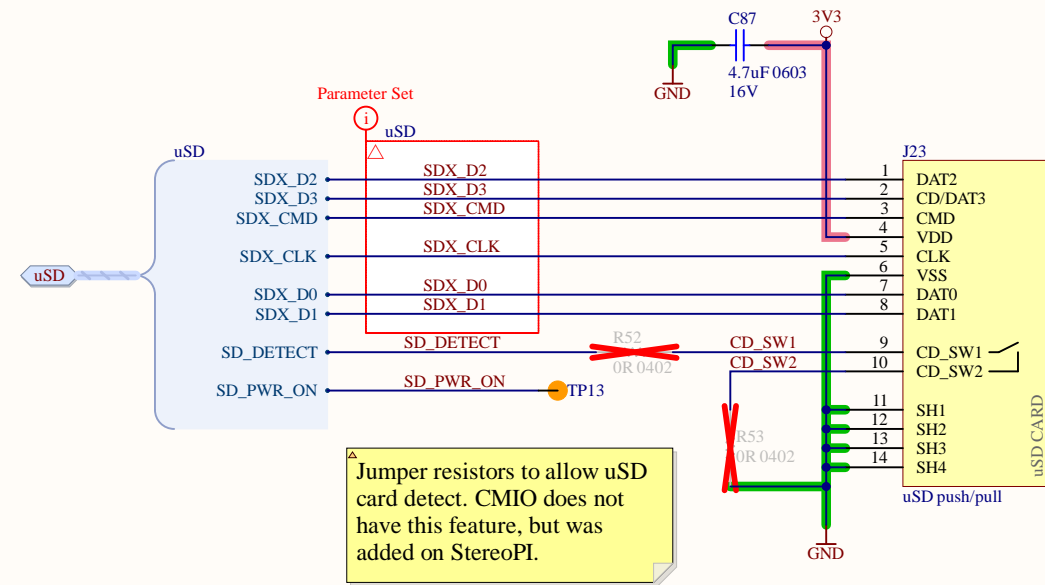 C87
3V3
4.7uF 0603
16V
GND
Parameter Set
i
uSD
uSD
J23
SDX_D2
SDX_D2
1
DAT2
SDX_D3
SDX_D3
2
CD/DAT3
SDX_CMD
SDX_CMD
3
CMD
4
VDD
SDX_CLK
SDX_CLK
5
CLK
uSD
6
VSS
SDX_D0
SDX_D0
7
DAT0
SDX_D1
SDX_D1
8
DAT1
R52
SD_DETECT
SD_DETECT
CD_SW1
9
CD_SW1
0R 0402
CD_SW2
10
CD_SW2
SD_PWR_ON
SD_PWR_ON
TP13
11
SH1
12
SH2
R53
13
SH3
0R 0402
14
SH4
uSD CARD
uSD push/pull
Jumper resistors to allow uSD
card detect. CMIO does not
have this feature, but was
added on StereoPI.
GND